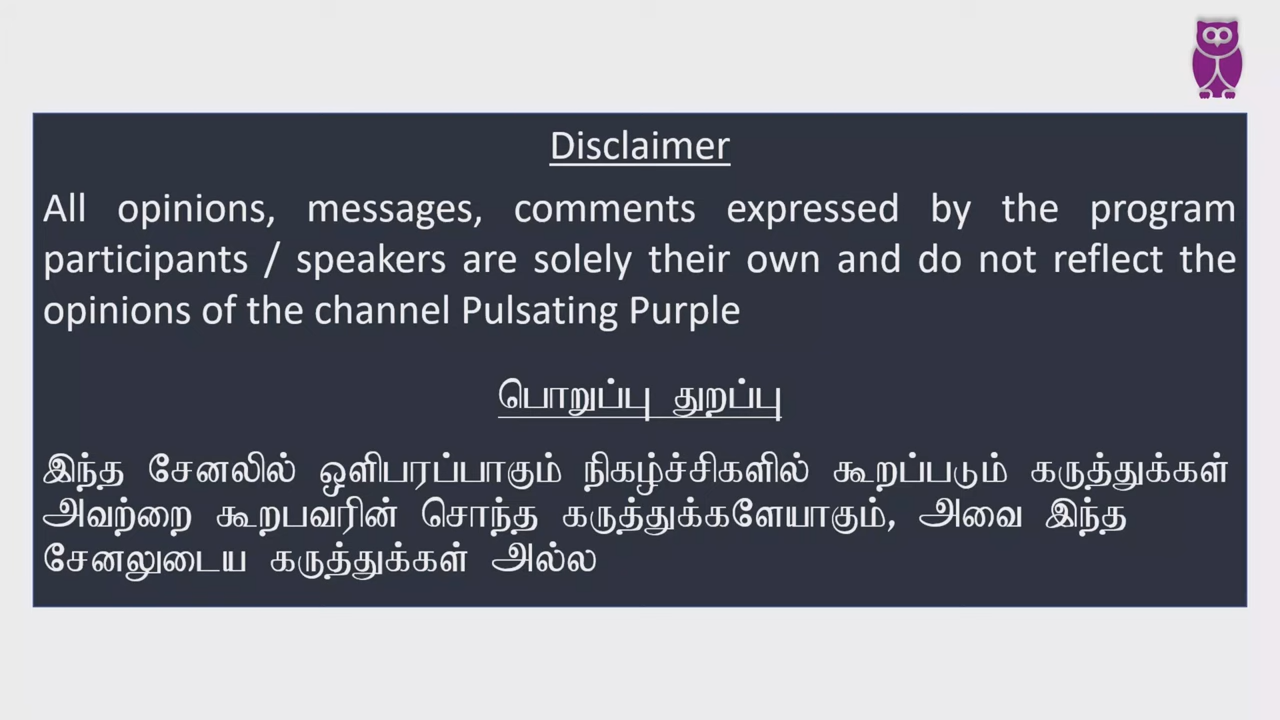 Disclaimer
All opinions, messages, comments expressed by the program
participants / speakers are solely their own and do not reflect the
opinions of the channel Pulsating Purple
பொறுப்பு துறப்பு
இந்த சேனலில் ஒளிபரப்பாகும் நிகழ்ச்சிகளில் கூறப்படும் கருத்துக்கள்
அவற்றை கூறபவரின் சொந்த கருத்துக்களேயாகும், அவை இந்த
சேனலுடைய கருத்துக்கள் அல்ல